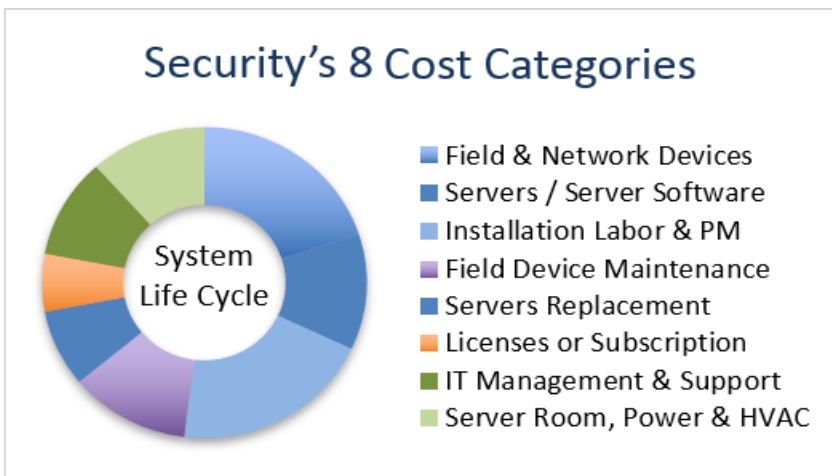 Security's 8 Cost Categories
System
Life Cycle
Field & Network Devices
Servers / Server Software
Installation Labor & PM
Field Device Maintenance
Servers Replacement
Licenses or Subscription
IT Management & Support
Server Room, Power & HVAC